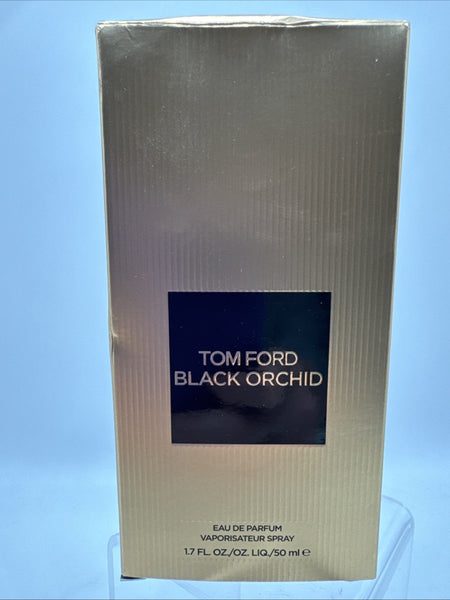 TOM FORD
BLACK ORCHID
EAU DE PARFUM
VAPORISATEUR SPRAY
1.7 FL. OZ./OZ. LIQ./50 ml ℮